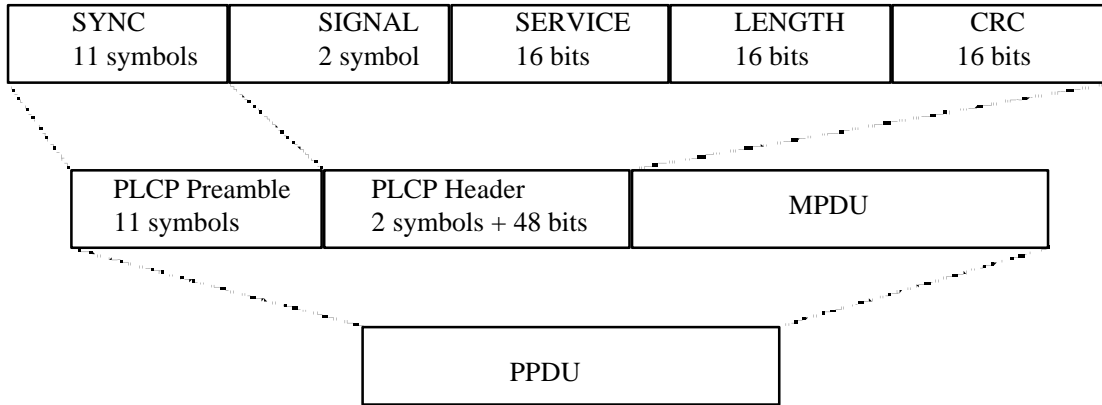 SYNC
11 symbols
SIGNAL
2 symbol
SERVICE
16 bits
LENGTH
16 bits
CRC
16 bits
PLCP Preamble
11 symbols
PLCP Header
2 symbols + 48 bits
MPDU
PPDU